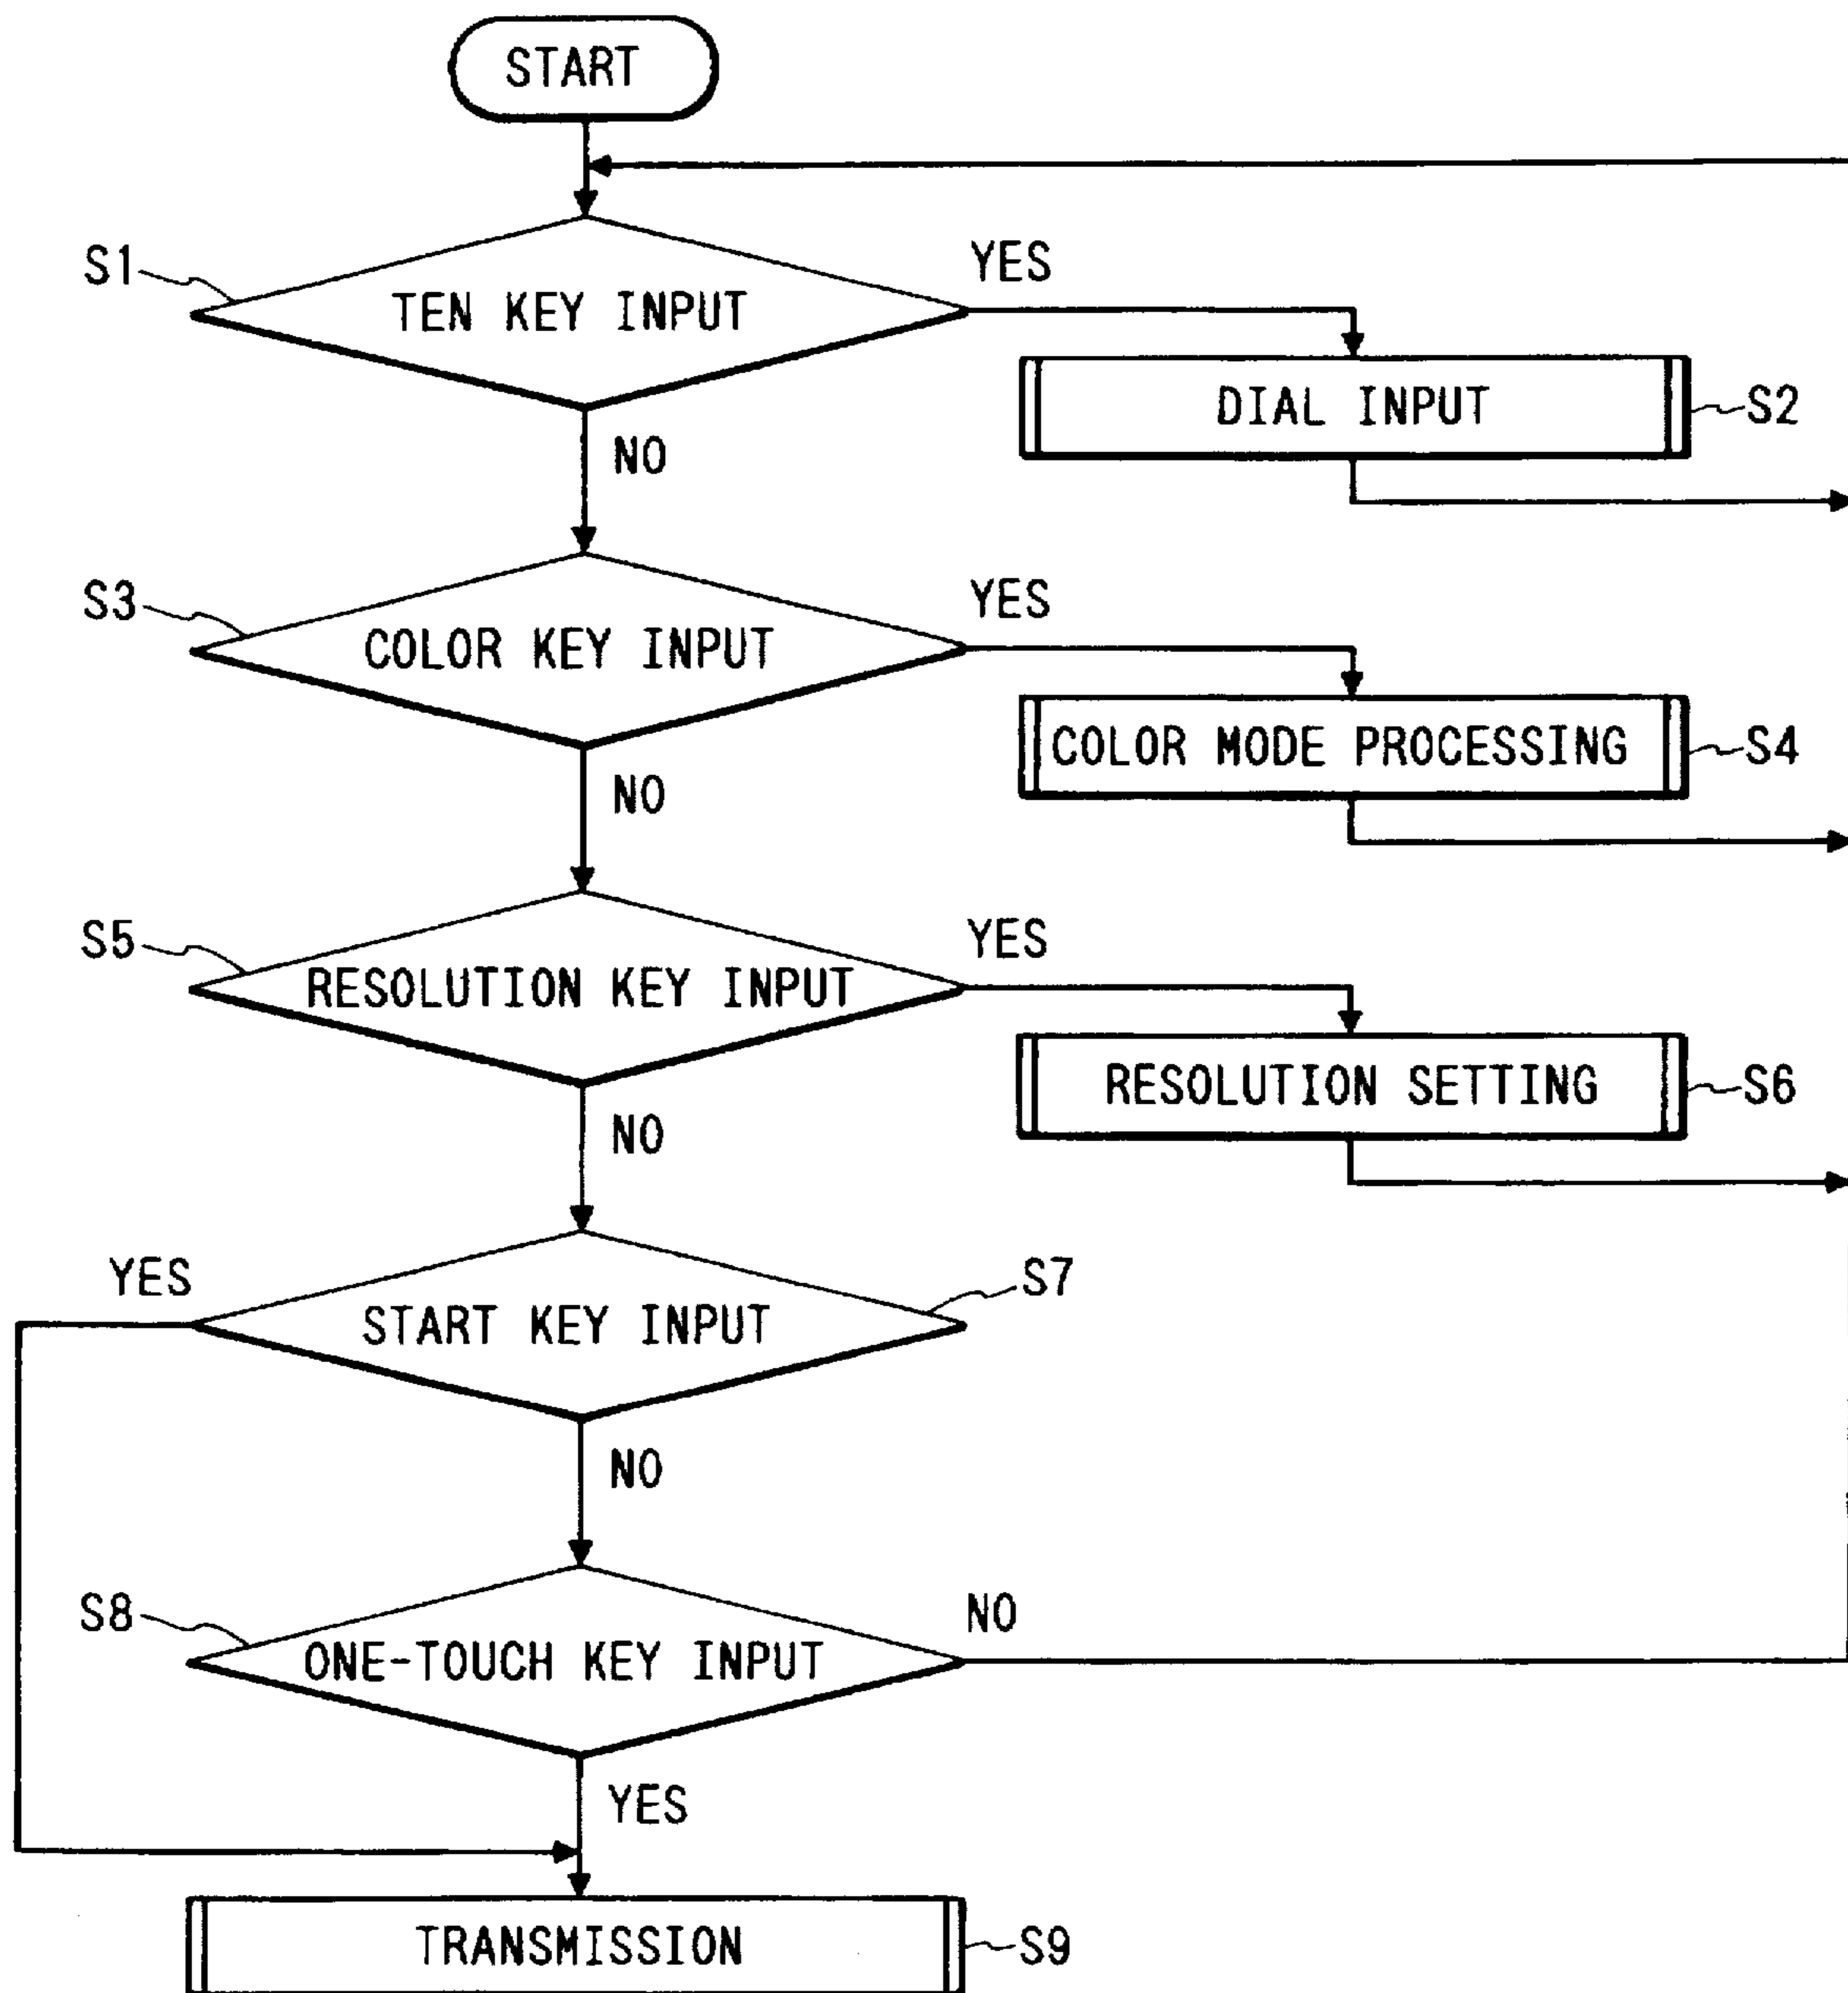 START
S1
TEN KEY INPUT
YES
DIAL INPUT
S2
NO
S3
COLOR KEY INPUT
YES
COLOR MODE PROCESSING
S4
NO
S5
RESOLUTION KEY INPUT
YES
RESOLUTION SETTING
S6
NO
YES
START KEY INPUT
S7
NO
S8
ONE-TOUCH KEY INPUT
NO
YES
TRANSMISSION
S9